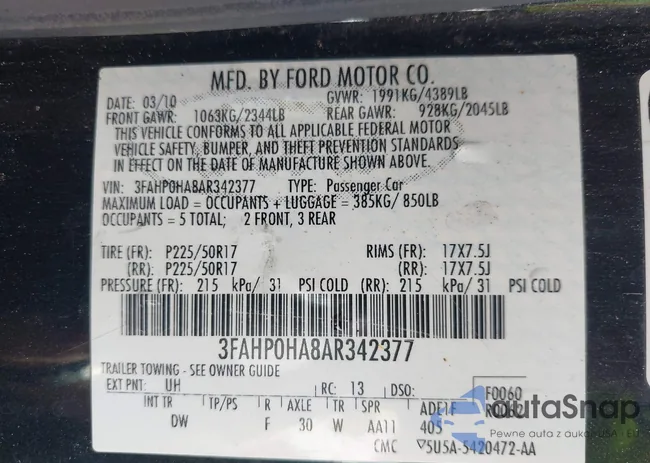 MFD. BY FORD MOTOR CO.
DATE: 03/10 GVWR: 1991KG/4389LB
FRONT GAWR: 1063KG/2344LB REAR GAWR: 928KG/2045LB
THIS VEHICLE CONFORMS TO ALL APPLICABLE FEDERAL MOTOR
VEHICLE SAFETY, BUMPER, AND THEFT PREVENTION STANDARDS
IN EFFECT ON THE DATE OF MANUFACTURE SHOWN ABOVE.
VIN: 3FAHP0HA8AR342377 TYPE: Passenger Car
MAXIMUM LOAD = OCCUPANTS + LUGGAGE = 385KG/ 850LB
OCCUPANTS = 5 TOTAL; 2 FRONT, 3 REAR
TIRE (FR): P225/50R17 RIMS (FR): 17X7.5J
(RR): P225/50R17 (RR): 17X7.5J
PRESSURE (FR): 215 kPa/ 31 PSI COLD (RR): 215 kPa/ 31 PSI COLD
3FAHP0HA8AR342377
TRAILER TOWING - SEE OWNER GUIDE
EXT PNT: UH RC: 13 DSO: F0060
INT TR TP/PS R AXLE TR SPR
DW F 30 W AA11 405
CMC 5U5A-5420472-AA
autoSnap
Pewne auta z aukcji USA i EU